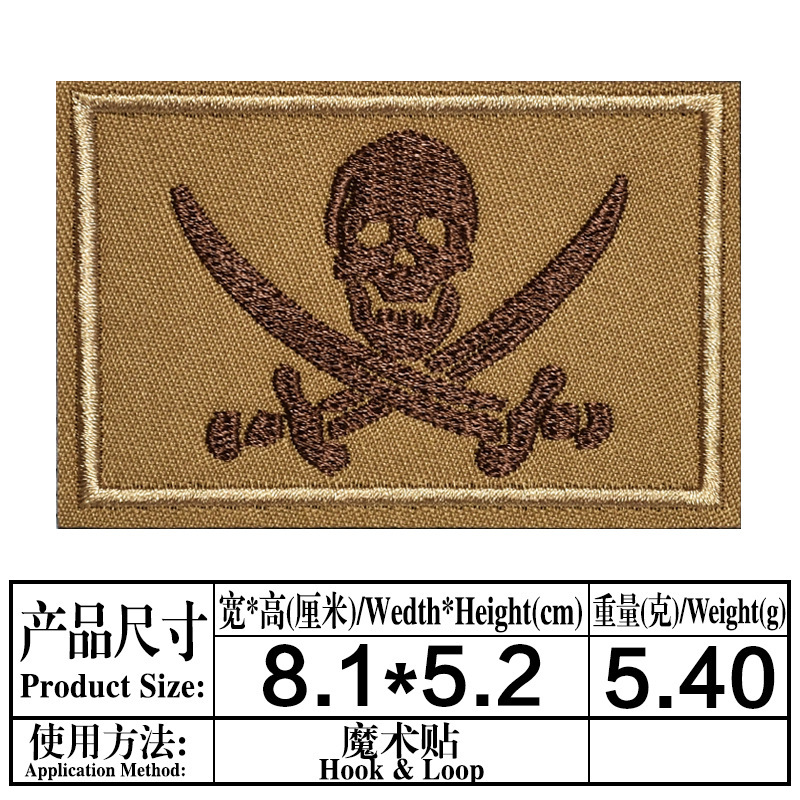 产品尺寸
Product Size:
宽*高(厘米)/Wedth*Height(cm)
重量(克)/Weight(g)
8.1*5.2
5.40
使用方法:
Application Method:
魔术贴
Hook & Loop